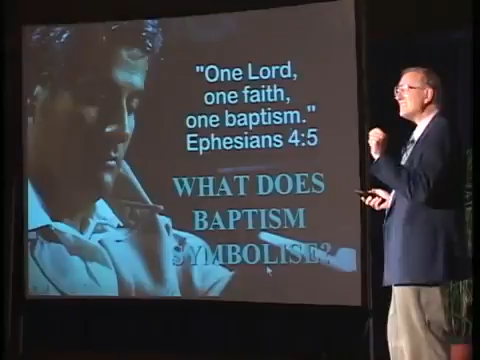 "One Lord,
one faith,
one baptism."
Ephesians 4:5
WHAT DOES
BAPTISM
SYMBOLISE?